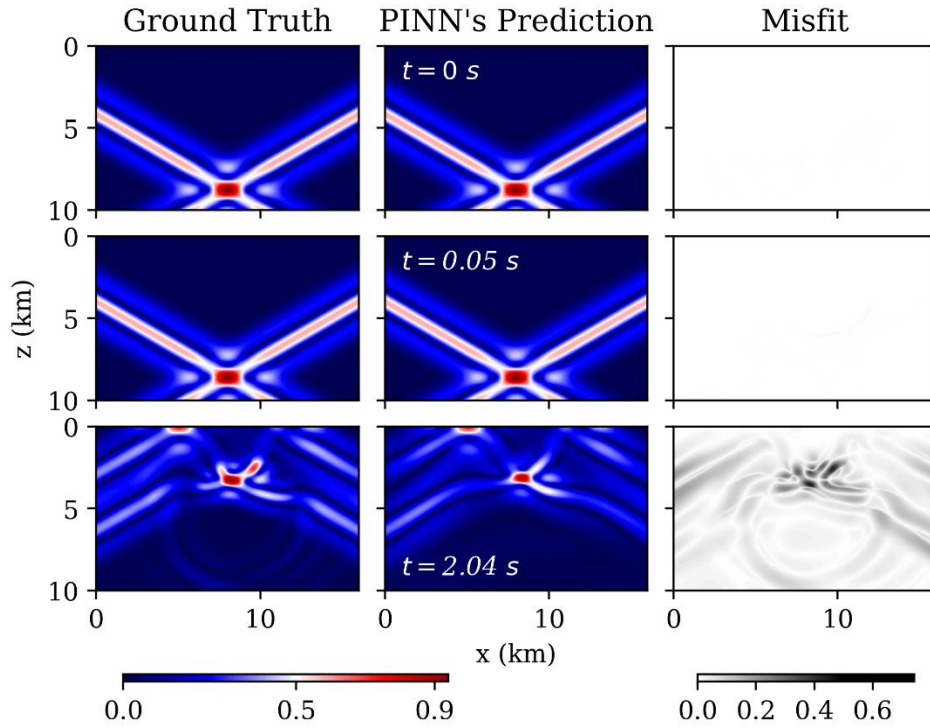 Ground Truth PINN's Prediction Misfit
0
t = 0 s
5
10
0
t = 0.05 s
5
z (km)
10
0
5
t = 2.04 s
10
0 10 0 10 0 10
x (km)
0.0 0.5 0.9 0.0 0.2 0.4 0.6